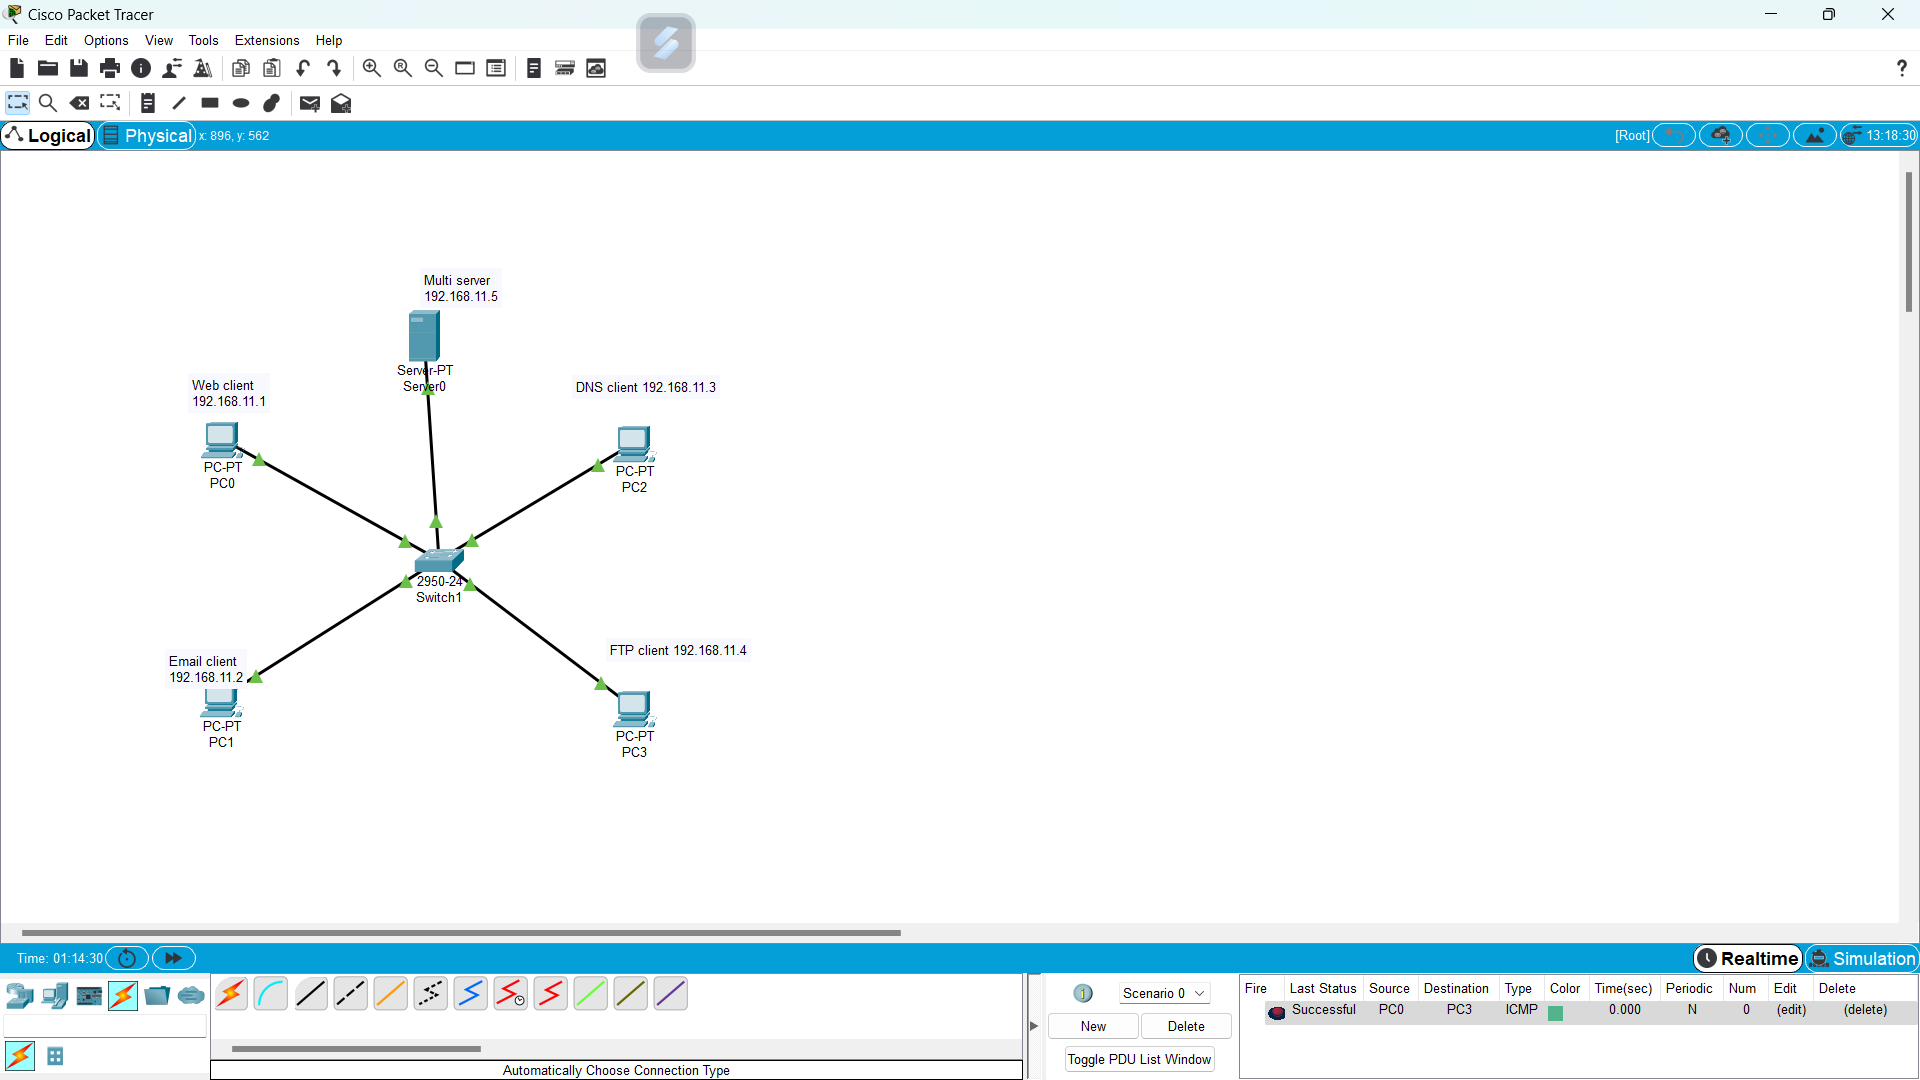 Cisco Packet Tracer
File Edit Options View Tools Extensions Help
?
Logical Physical x: 896, y: 562 [Root] 13:18:30
Multi server
192.168.11.5
Server-PT
Server0
Web client
192.168.11.1
PC-PT
PC0
DNS client 192.168.11.3
PC-PT
PC2
2950-24
Switch1
Email client
192.168.11.2
PC-PT
PC1
FTP client 192.168.11.4
PC-PT
PC3
Time: 01:14:30 Realtime Simulation
Scenario 0
New Delete
Toggle PDU List Window
Fire Last Status Source Destination Type Color Time(sec) Periodic Num Edit Delete
Successful PC0 PC3 ICMP 0.000 N 0 (edit) (delete)
Automatically Choose Connection Type